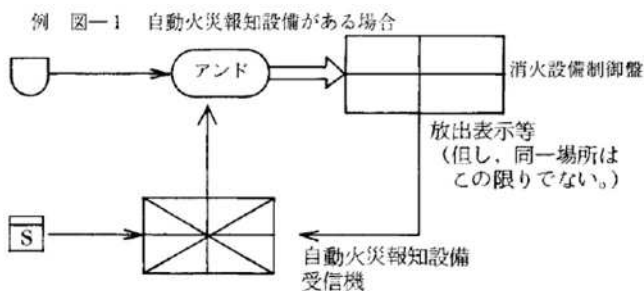 例 図―1 自動火災報知設備がある場合
アンド
消火設備制御盤
放出表示等
(但し、同一場所は
この限りでない。)
S
自動火災報知設備
受信機